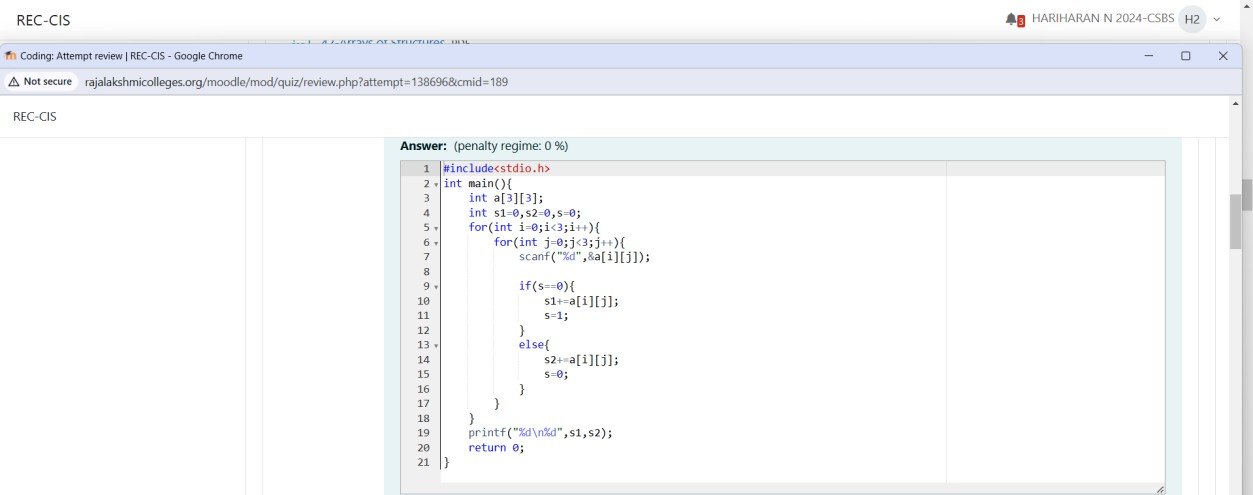 REC-CIS
3 HARIHARAN N 2024-CSBS H2
Coding: Attempt review | REC-CIS - Google Chrome
Not secure rajalakshmicolleges.org/moodle/mod/quiz/review.php?attempt=138696&cmid=189
REC-CIS
Answer: (penalty regime: 0 %)
1 #include<stdio.h>
2 int main(){
3 int a[3][3];
4 int s1=0,s2=0,s=0;
5 for(int i=0;i<3;i++){
6 for(int j=0;j<3;j++){
7 scanf("%d",&a[i][j]);
8
9 if(s==0){
10 s1+=a[i][j];
11 s=1;
12 }
13 else{
14 s2+=a[i][j];
15 s=0;
16 }
17 }
18 }
19 printf("%d\n%d",s1,s2);
20 return 0;
21 }